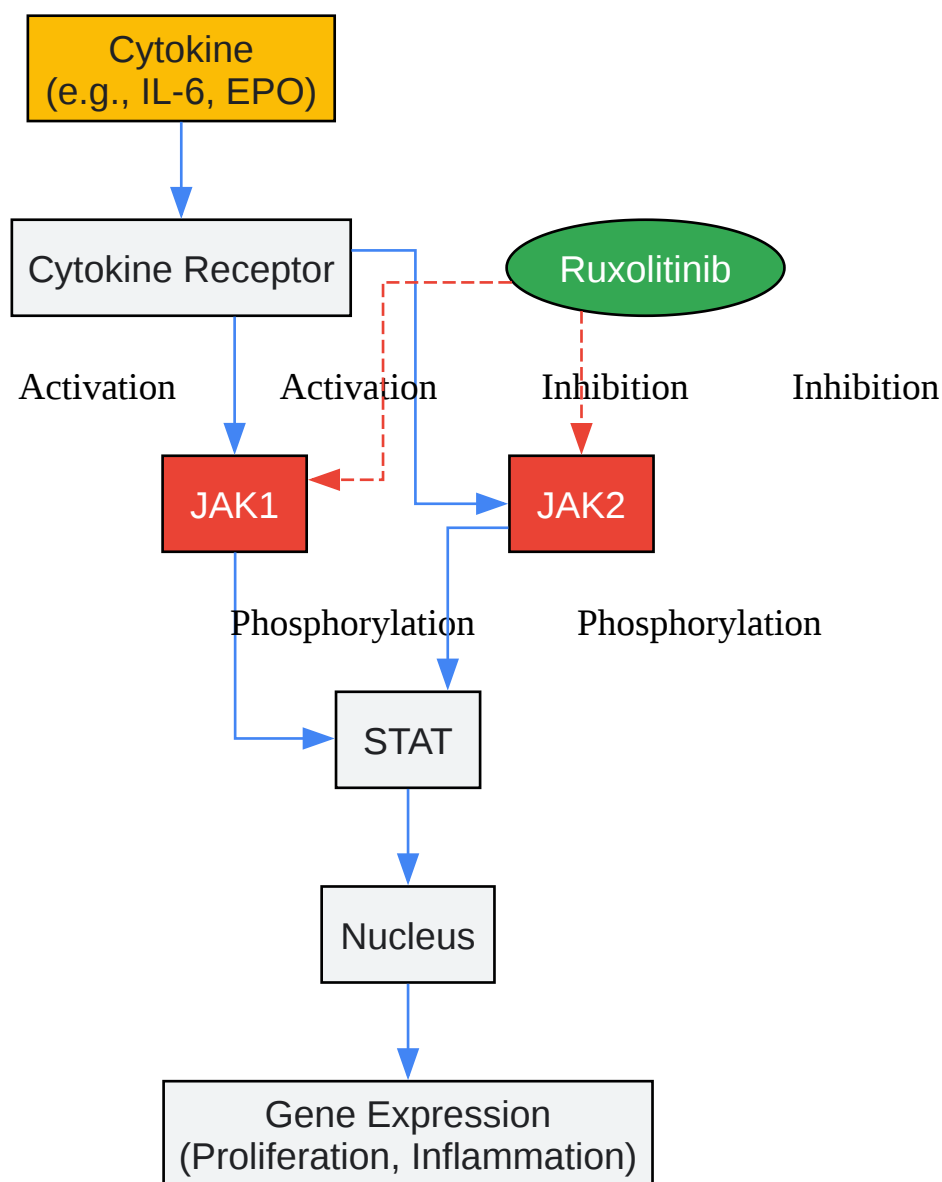 Cytokine
(e.g., IL-6, EPO)
Cytokine Receptor
Ruxolitinib
Activation
Activation
Inhibition
Inhibition
JAK1
JAK2
Phosphorylation
Phosphorylation
STAT
Nucleus
Gene Expression
(Proliferation, Inflammation)